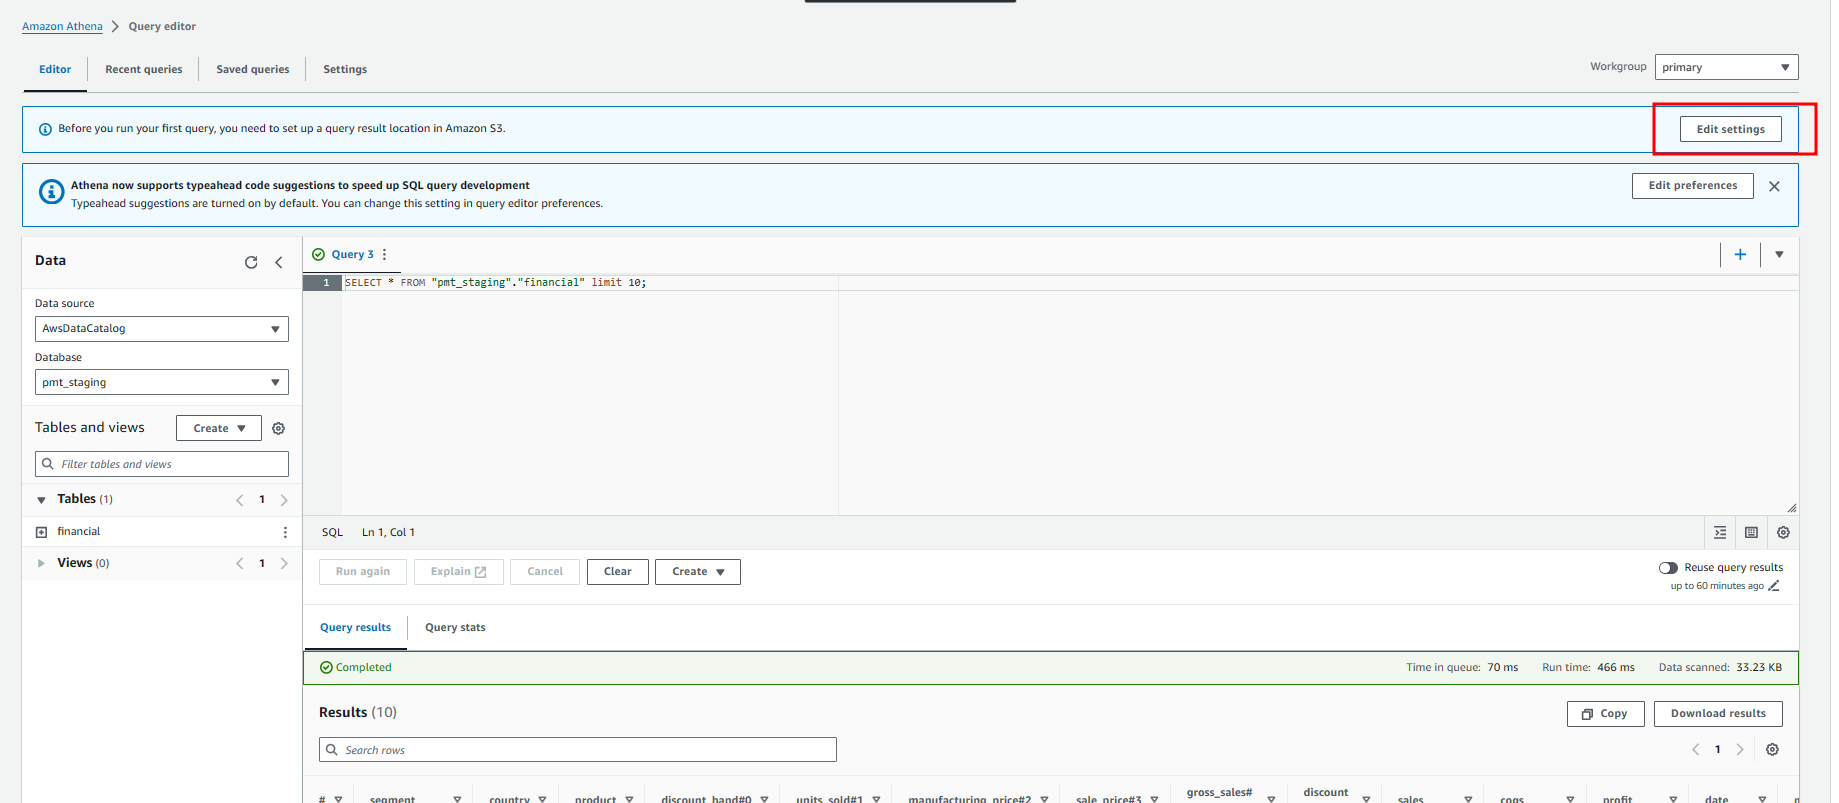 Amazon Athena > Query editor
Editor Recent queries Saved queries Settings
Workgroup primary
Before you run your first query, you need to set up a query result location in Amazon S3.
Edit settings
Athena now supports typeahead code suggestions to speed up SQL query development
Typeahead suggestions are turned on by default. You can change this setting in query editor preferences.
Edit preferences
Data
Data source
AwsDataCatalog
Database
pmt_staging
Tables and views
Create
Filter tables and views
Tables (1)
1
financial
Views (0)
1
Query 3
1 SELECT * FROM "pmt_staging"."financial" limit 10;
SQL Ln 1, Col 1
Run again Explain Cancel Clear Create
Reuse query results
up to 60 minutes ago
Query results Query stats
Completed
Time in queue: 70 ms Run time: 466 ms Data scanned: 33.23 KB
Results (10)
Copy Download results
Search rows
1
# segment country product discount_band#0 units_sold#1 manufacturing_price#2 sale_price#3 gross_sales# discount sales cogs profit date